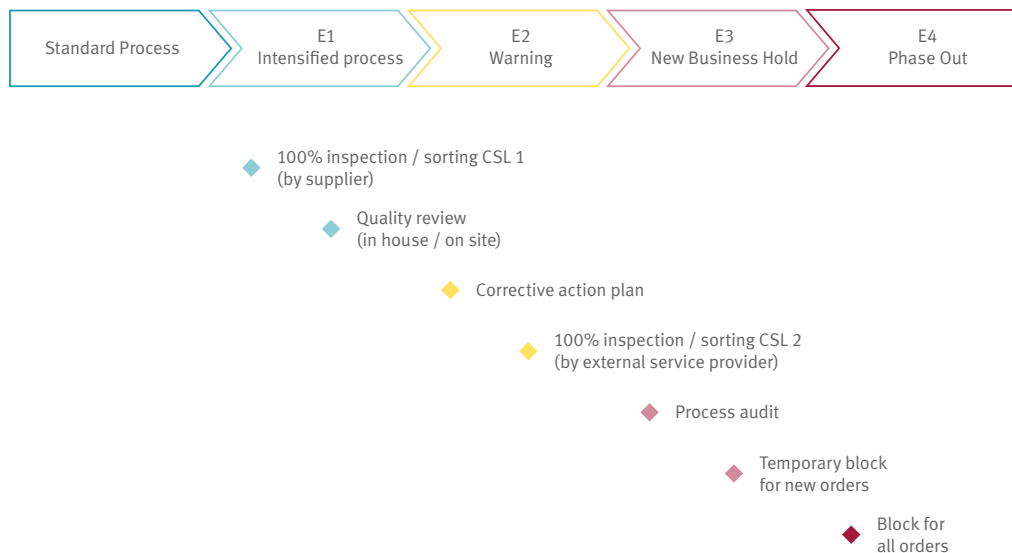 Standard Process
E1
Intensified process
E2
Warning
E3
New Business Hold
E4
Phase Out
100% inspection / sorting CSL 1
(by supplier)
Quality review
(in house / on site)
Corrective action plan
100% inspection / sorting CSL 2
(by external service provider)
Process audit
Temporary block
for new orders
Block for
all orders